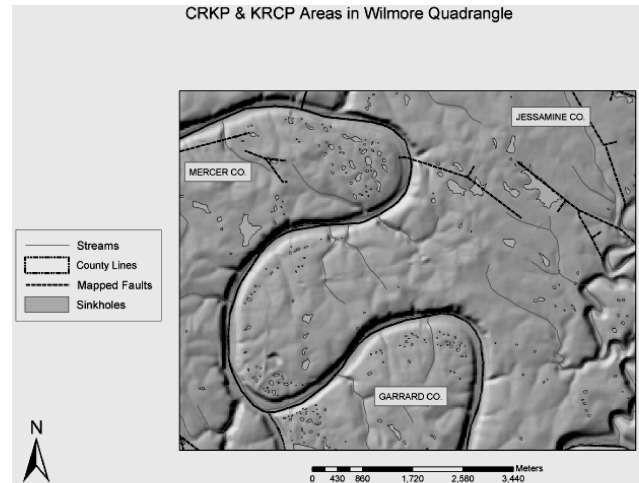 CRKP & KRCP Areas in Wilmore Quadrangle
JESSAMINE CO.
MERCER CO.
Streams
County Lines
Mapped Faults
Sinkholes
GARRARD CO.
N
Meters
0 430 860 1,720 2,580 3,440